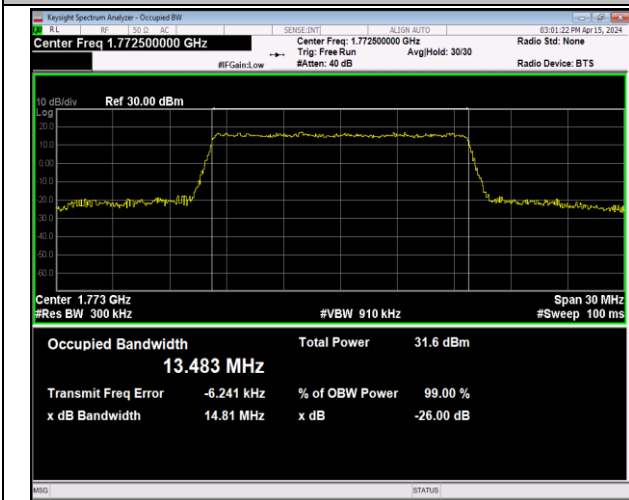 Keysight Spectrum Analyzer - Occupied BW
RL RF 50 Ω AC SENSE:INT ALIGN AUTO 03:01:22 PM Apr 15, 2024
Center Freq 1.772500000 GHz Center Freq: 1.772500000 GHz Radio Std: None
Trig: Free Run Avg|Hold: 30/30
#IFGain:Low #Atten: 40 dB Radio Device: BTS
10 dB/div Ref 30.00 dBm
Log
20.0
10.0
0.00
-10.0
-20.0
-30.0
-40.0
-50.0
-60.0
Center 1.773 GHz Span 30 MHz
#Res BW 300 kHz #VBW 910 kHz #Sweep 100 ms
Occupied Bandwidth Total Power 31.6 dBm
13.483 MHz
Transmit Freq Error -6.241 kHz % of OBW Power 99.00 %
x dB Bandwidth 14.81 MHz x dB -26.00 dB
MSG STATUS